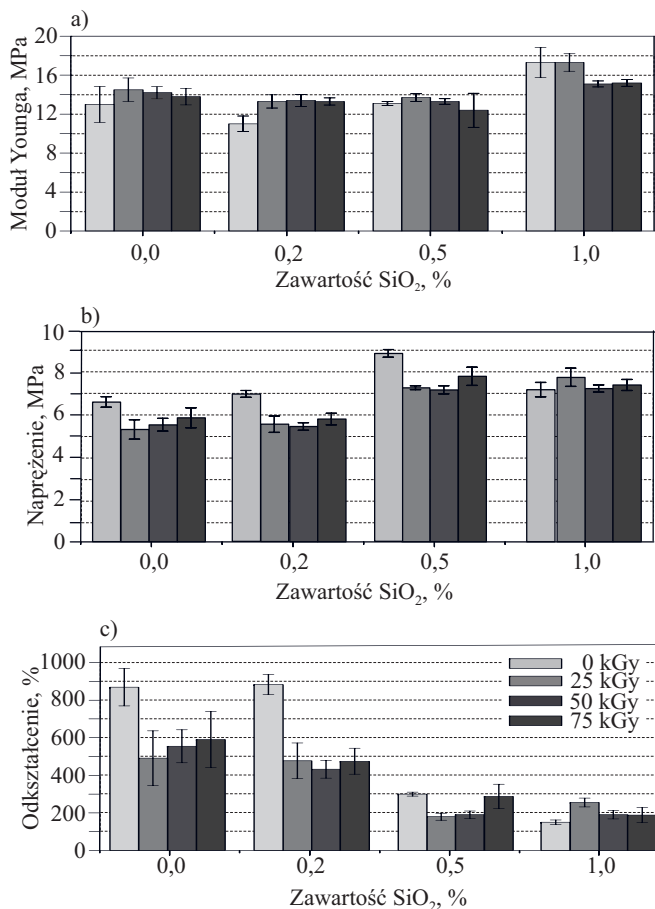 a)
Moduł Younga, MPa
20
16
12
8
4
0
0,0 0,2 0,5 1,0
Zawartość SiO₂, %
b)
Naprężenie, MPa
10
8
6
4
2
0
0,0 0,2 0,5 1,0
Zawartość SiO₂, %
c)
Odkształcenie, %
1000
800
600
400
200
0
0 kGy
25 kGy
50 kGy
75 kGy
0,0 0,2 0,5 1,0
Zawartość SiO₂, %